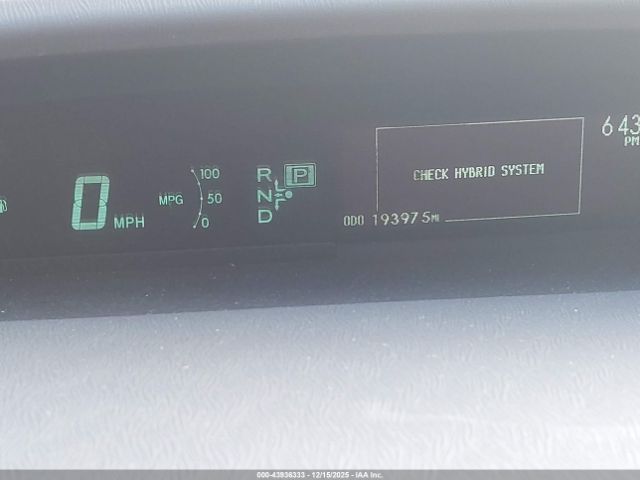 0 MPH
MPG
100
50
0
R
N
D
P
CHECK HYBRID SYSTEM
ODO 193975MI
643
PM
000-43936333 / 12/15/2025 - IAA Inc.